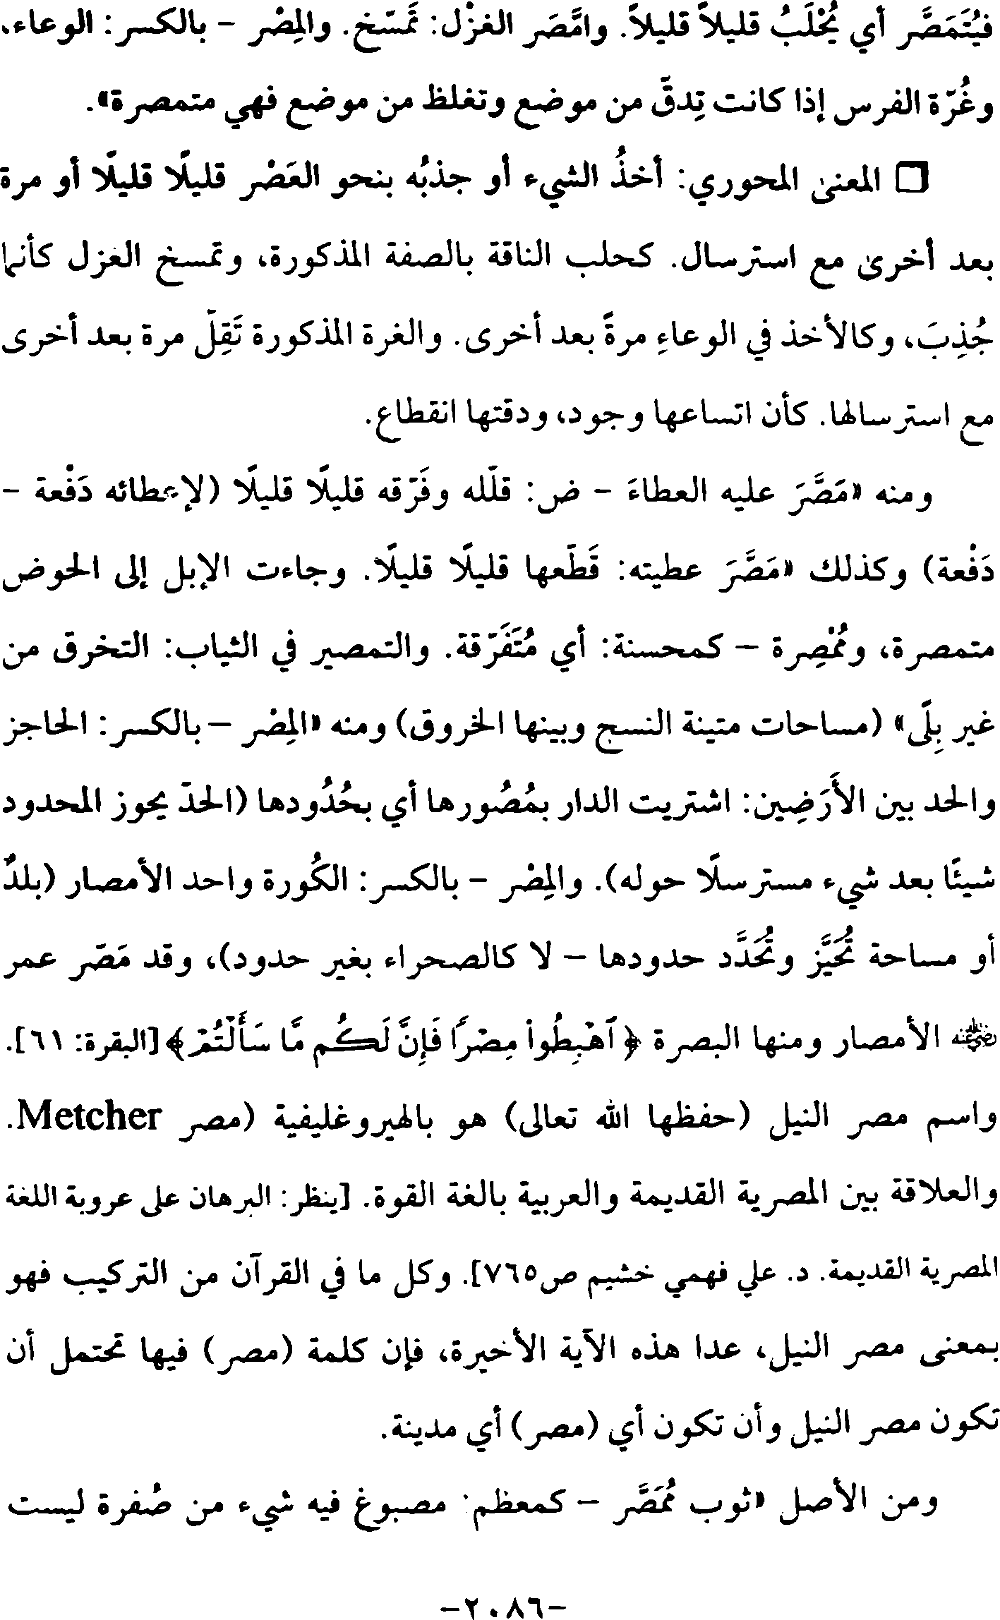 فيُتَمَصَّر أي يُحْلَبُ قليلاً قليلاً. وامَّصَر الغزْل: تَمَسّخ. والمِصْر - بالكسر: الوعاء،
وغُرّة الفرس إذا كانت تِدقّ من موضع وتغلظ من موضع فهي متمصرة».
□ المعنى المحوري: أخذُ الشيء أو جذبُه بنحو العَصْر قليلًا قليلًا أو مرة
بعد أخرى مع استرسال. كحلب الناقة بالصفة المذكورة، وتمسخ الغزل كأنما
جُذِبَ، وكالأخذ في الوعاءِ مرةً بعد أخرى. والغرة المذكورة تَقِلّ مرة بعد أخرى
مع استرسالها. كأن اتساعها وجود، ودقتها انقطاع.
ومنه «مَصَّرَ عليه العطاءَ - ض: قلّله وفَرّقه قليلًا قليلًا (لإعطائه دَفْعة -
دَفْعة) وكذلك «مَصَّرَ عطيته: قَطّعها قليلًا قليلًا. وجاءت الإبل إلى الحوض
متمصرة، ومُمْصِرة - كمحسنة: أي مُتَفَرّقة. والتمصير في الثياب: التخرق من
غير بِلًى» (مساحات متينة النسج وبينها الخروق) ومنه «المِصْر - بالكسر: الحاجز
والحد بين الأَرَضِين: اشتريت الدار بمُصُورها أي بحُدُودها (الحدّ يحوز المحدود
شيئًا بعد شيء مسترسلًا حوله). والمِصْر - بالكسر: الكُورة واحد الأمصار (بلدٌ
أو مساحة تُحَيَّز وتُحَدَّد حدودها - لا كالصحراء بغير حدود)، وقد مَصّر عمر
رضي الله عنه الأمصار ومنها البصرة ﴿ٱهْبِطُوا۟ مِصْرًا فَإِنَّ لَكُم مَّا سَأَلْتُمْ﴾ [البقرة: ٦١].
واسم مصر النيل (حفظها الله تعالى) هو بالهيروغليفية (مصر Metcher.
والعلاقة بين المصرية القديمة والعربية بالغة القوة. [ينظر: البرهان على عروبة اللغة
المصرية القديمة. د. علي فهمي خشيم ص٧٦٥]. وكل ما في القرآن من التركيب فهو
بمعنى مصر النيل، عدا هذه الآية الأخيرة، فإن كلمة (مصر) فيها تحتمل أن
تكون مصر النيل وأن تكون أي (مصر) أي مدينة.
ومن الأصل «ثوب مُمَصَّر - كمعظم: مصبوغ فيه شيء من صُفرة ليست
-٢٠٨٦-